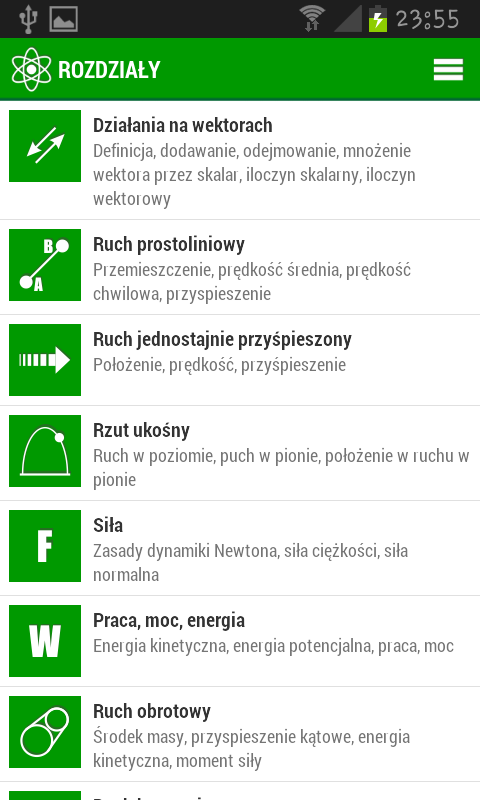 23:55
ROZDZIAŁY
Działania na wektorach
Definicja, dodawanie, odejmowanie, mnożenie
wektora przez skalar, iloczyn skalarny, iloczyn
wektorowy
B
A
Ruch prostoliniowy
Przemieszczenie, prędkość średnia, prędkość
chwilowa, przyspieszenie
Ruch jednostajnie przyśpieszony
Położenie, prędkość, przyśpieszenie
Rzut ukośny
Ruch w poziomie, puch w pionie, położenie w ruchu w
pionie
F
Siła
Zasady dynamiki Newtona, siła ciężkości, siła
normalna
W
Praca, moc, energia
Energia kinetyczna, energia potencjalna, praca, moc
Ruch obrotowy
Środek masy, przyspieszenie kątowe, energia
kinetyczna, moment siły